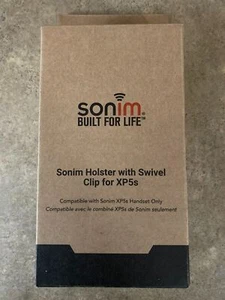 sonim.
BUILT FOR LIFE™
Sonim Holster with Swivel
Clip for XP5s
Compatible with Sonim XP5s Handset Only
Compatible avec le combiné XP5s de Sonim seulement